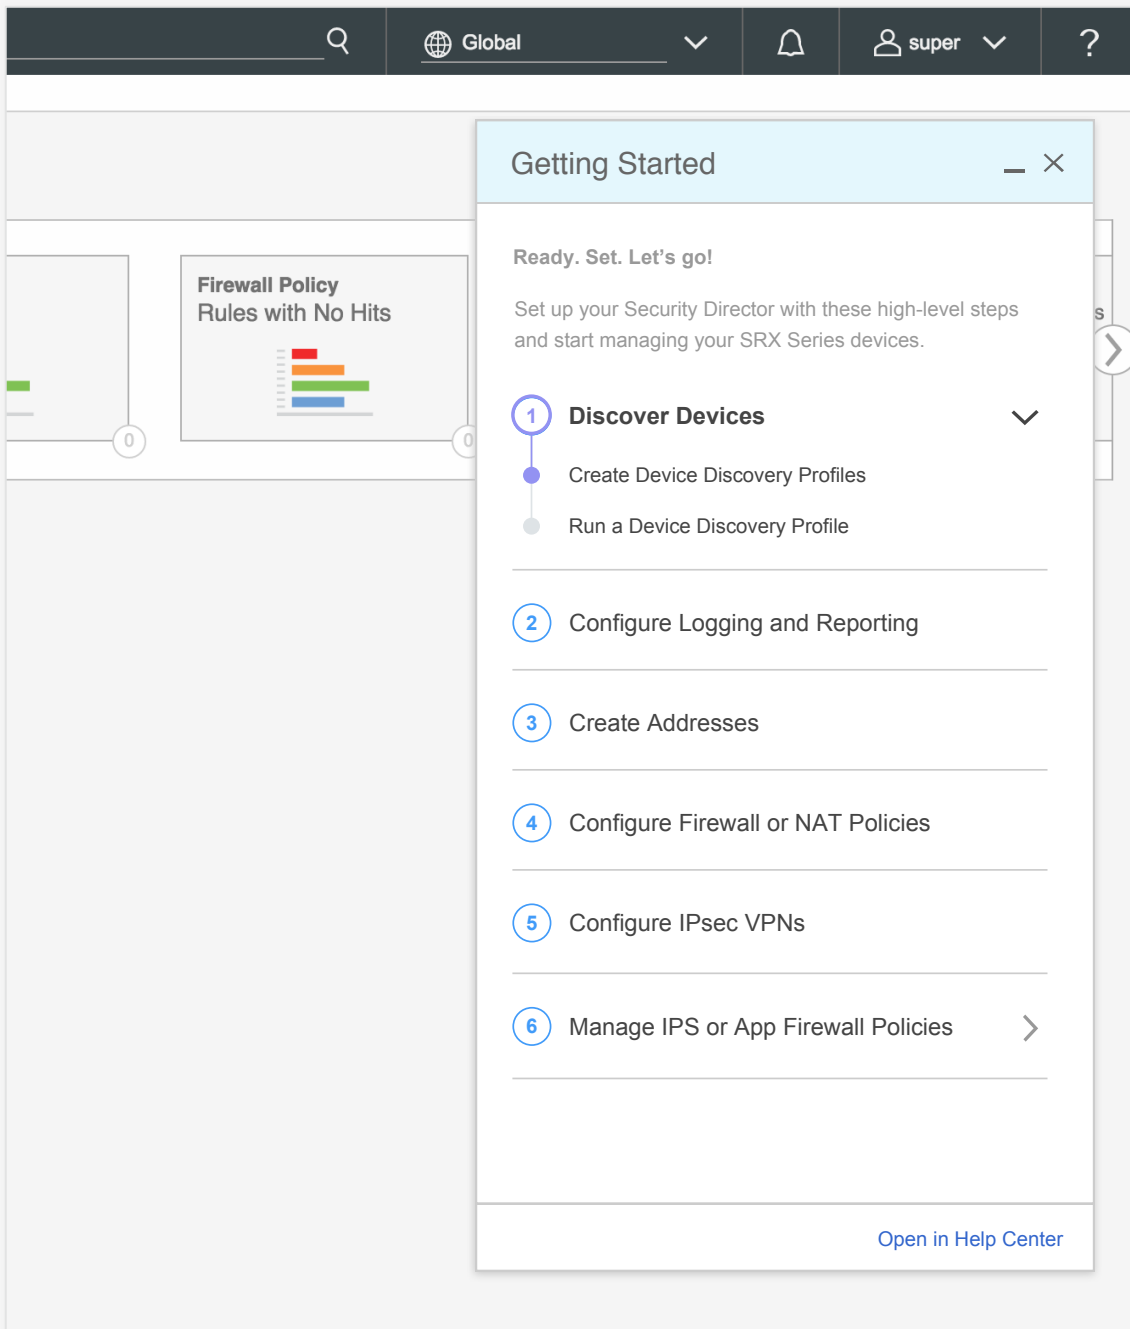 Global
super
?
Getting Started
Ready. Set. Let's go!
Set up your Security Director with these high-level steps
and start managing your SRX Series devices.
1 Discover Devices
Create Device Discovery Profiles
Run a Device Discovery Profile
2 Configure Logging and Reporting
3 Create Addresses
4 Configure Firewall or NAT Policies
5 Configure IPsec VPNs
6 Manage IPS or App Firewall Policies
Open in Help Center
Firewall Policy
Rules with No Hits
0
0
s